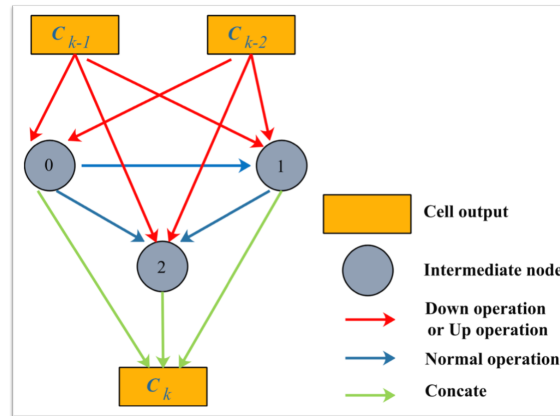 C k-1
C k-2
0
1
2
C k
Cell output
Intermediate node
Down operation
or Up operation
Normal operation
Concate